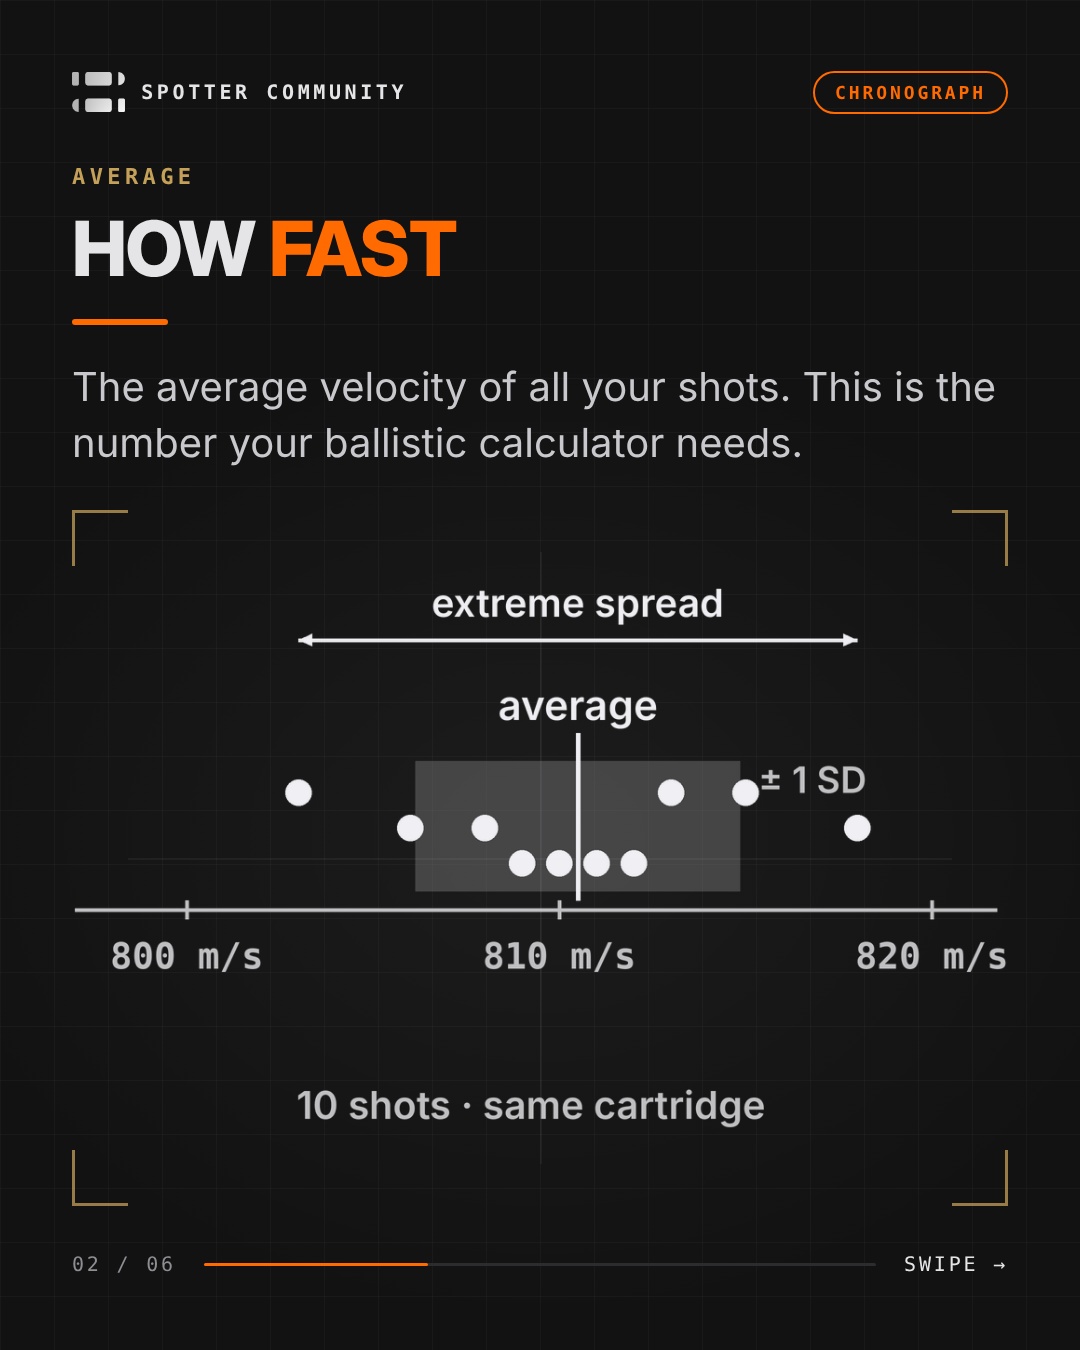 SPOTTER COMMUNITY
CHRONOGRAPH
AVERAGE
HOW FAST
The average velocity of all your shots. This is the
number your ballistic calculator needs.
extreme spread
average
± 1 SD
800 m/s
810 m/s
820 m/s
10 shots · same cartridge
02 / 06
SWIPE →